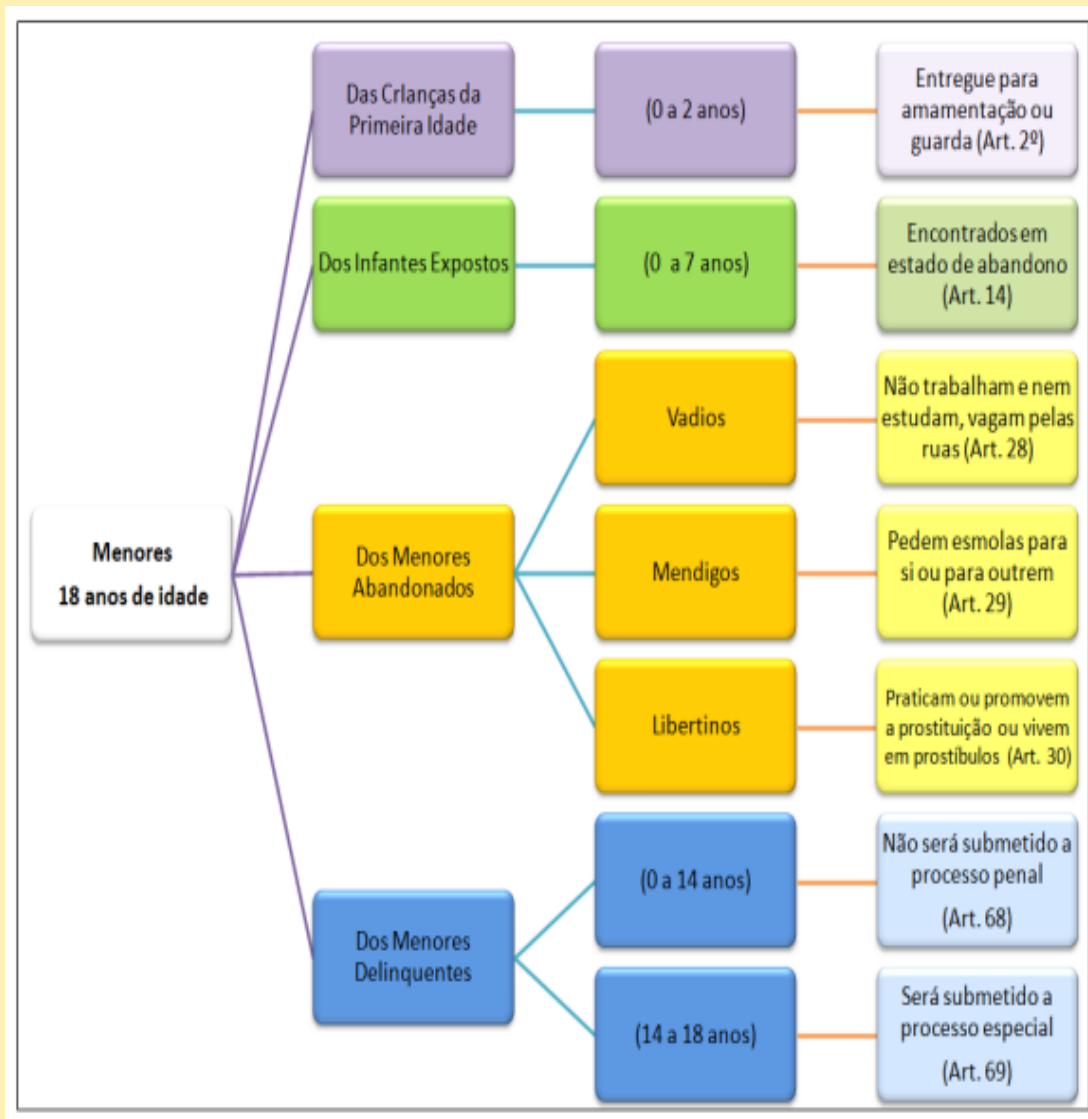 Das CrIanças da
Primeira Idade
(0 a 2 anos)
Entregue para
amamentação ou
guarda (Art. 2º)
Dos Infantes Expostos
(0 a 7 anos)
Encontrados em
estado de abandono
(Art. 14)
Menores
18 anos de idade
Dos Menores
Abandonados
Vadios
Não trabalham e nem
estudam, vagam pelas
ruas (Art. 28)
Mendigos
Pedem esmolas para
si ou para outrem
(Art. 29)
Libertinos
Praticam ou promovem
a prostituição ou vivem
em prostíbulos (Art. 30)
Dos Menores
Delinquentes
(0 a 14 anos)
Não será submetido a
processo penal
(Art. 68)
(14 a 18 anos)
Será submetido a
processo especial
(Art. 69)